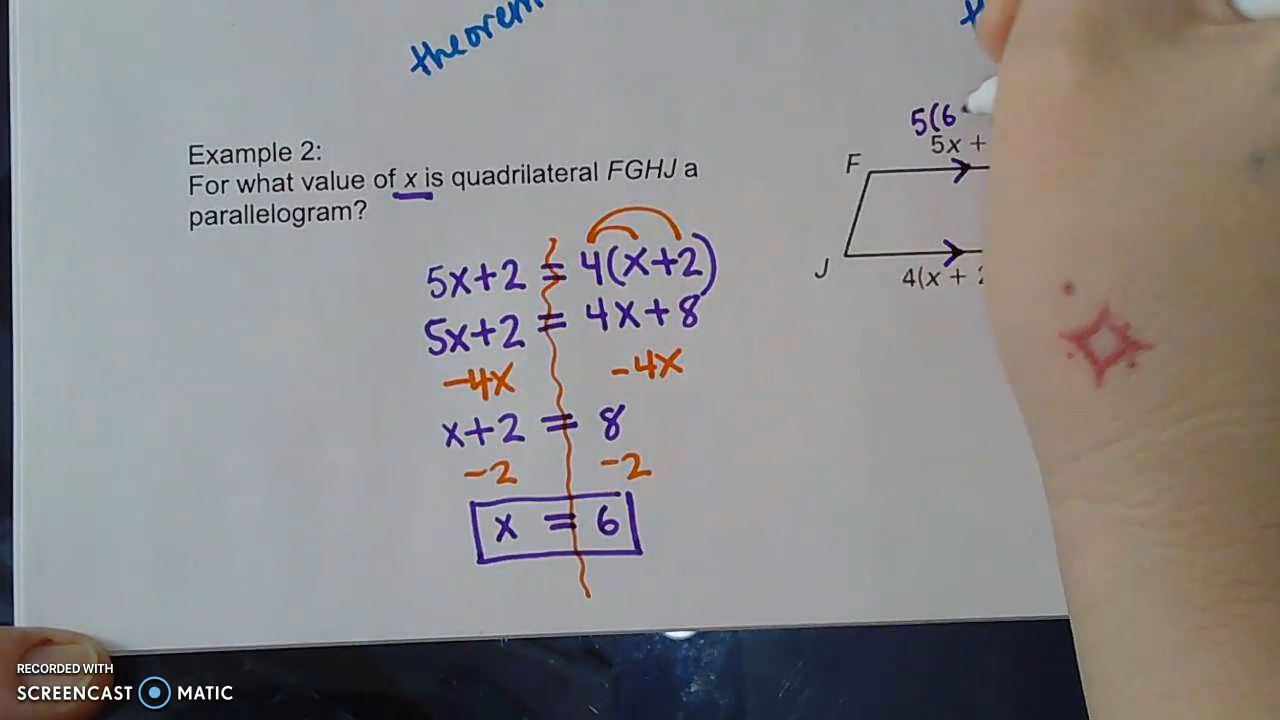 theorem
Example 2:
For what value of x is quadrilateral FGHJ a
parallelogram?
5x+2 = 4(x+2)
5x+2 = 4x+8
-4x -4x
x+2 = 8
-2 -2
x = 6
5(6
5x +
F
J
4(x +
RECORDED WITH
SCREENCAST MATIC